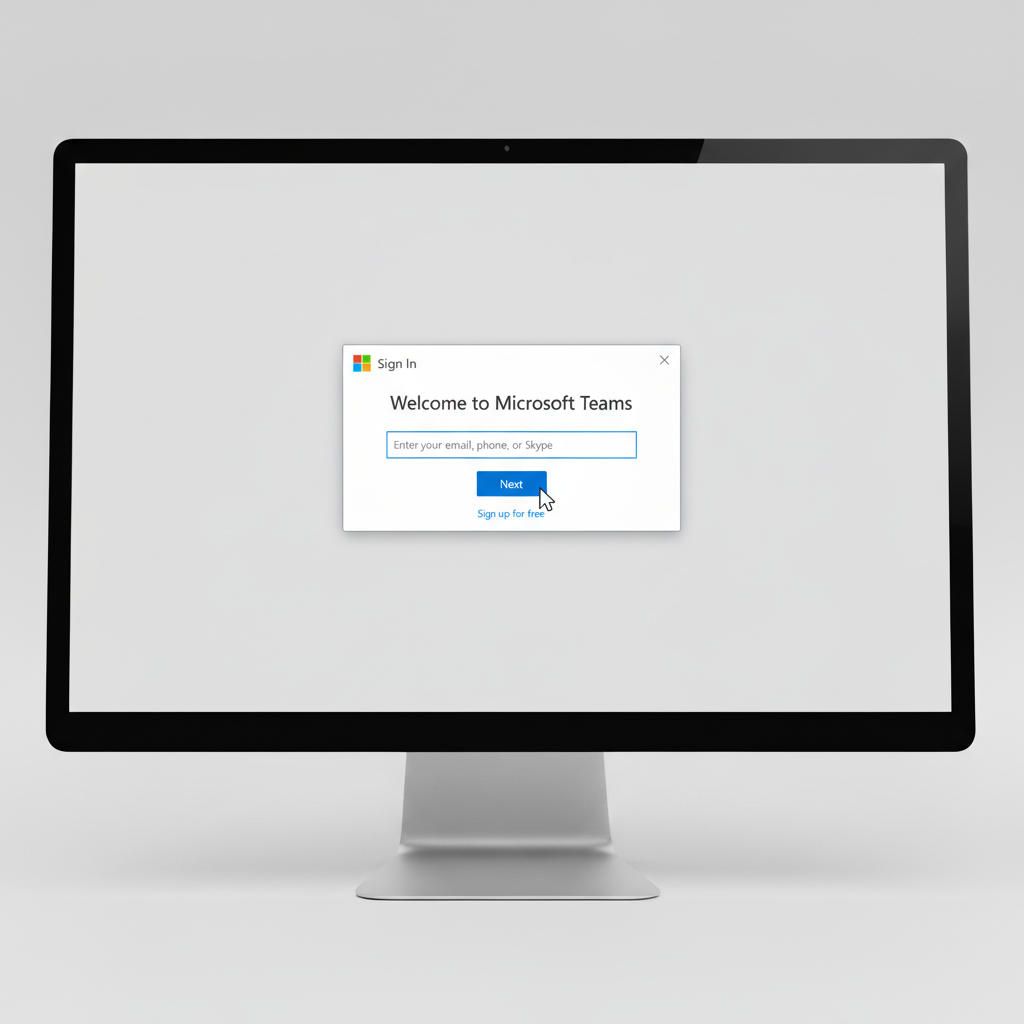 Sign In
Welcome to Microsoft Teams
Enter your email, phone, or Skype
Next
Sign up for free